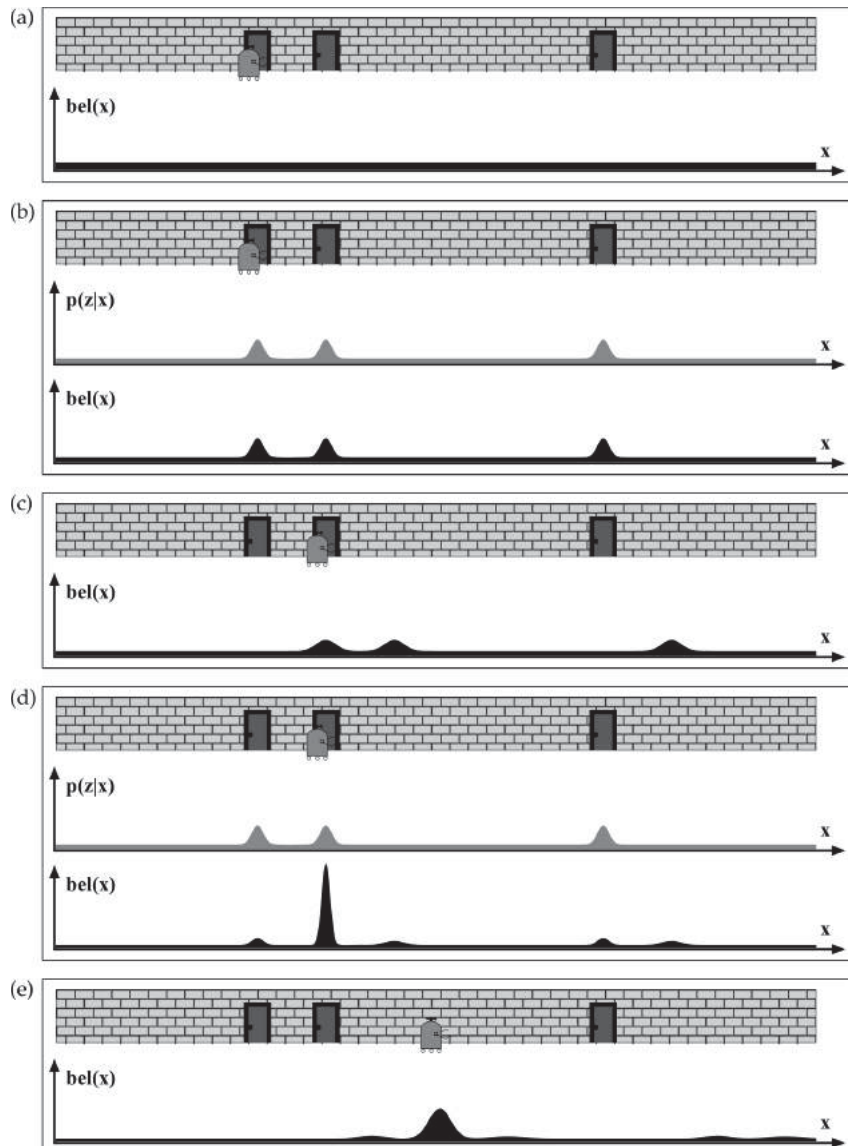 (a)
bel(x)
x
(b)
p(z|x)
x
bel(x)
x
(c)
bel(x)
x
(d)
p(z|x)
x
bel(x)
x
(e)
bel(x)
x